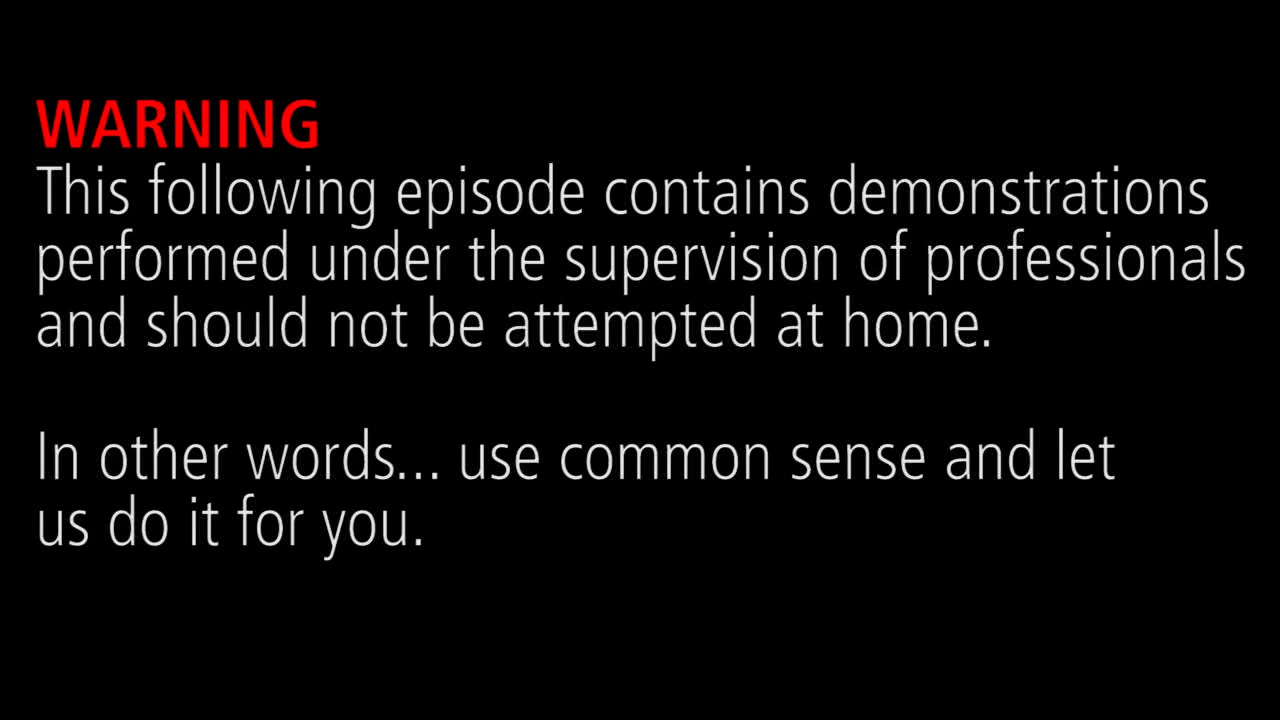 WARNING
This following episode contains demonstrations
performed under the supervision of professionals
and should not be attempted at home.
In other words... use common sense and let
us do it for you.